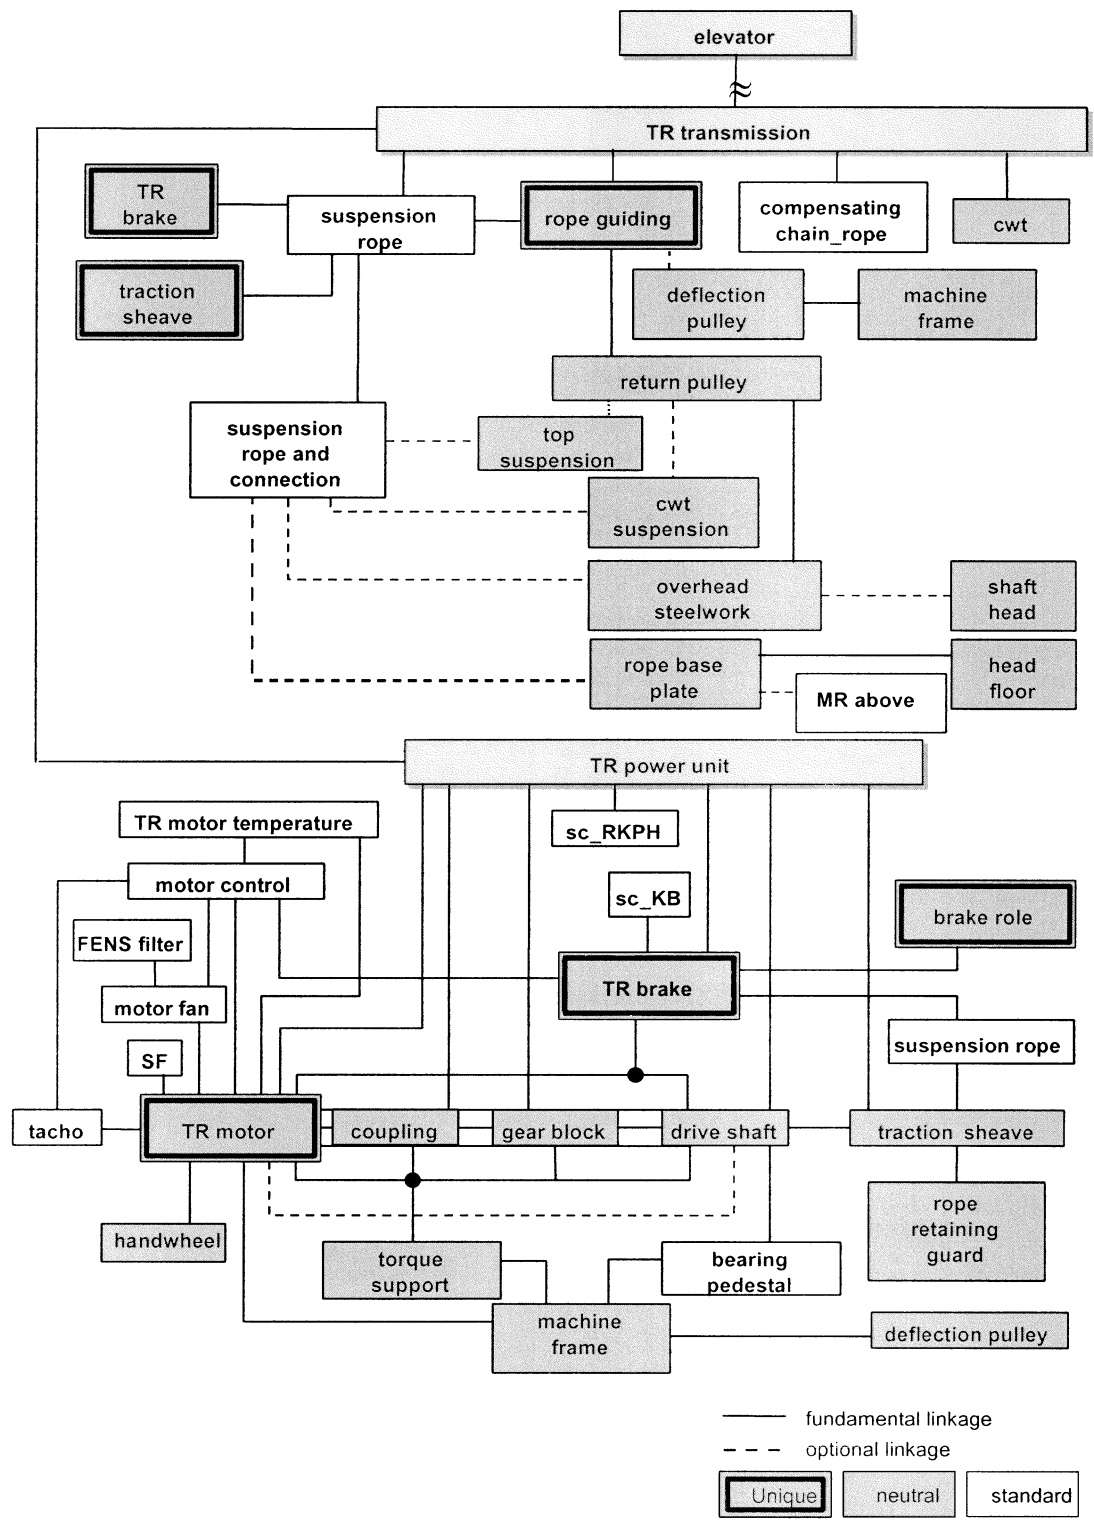 elevator
TR transmission
TR
brake
suspension
rope
rope guiding
compensating
chain_rope
cwt
traction
sheave
deflection
pulley
machine
frame
return pulley
suspension
rope and
connection
top
suspension
cwt
suspension
overhead
steelwork
shaft
head
rope base
plate
head
floor
MR above
TR power unit
TR motor temperature
sc_RKPH
motor control
sc_KB
brake role
FENS filter
TR brake
motor fan
suspension rope
SF
tacho
TR motor
coupling
gear block
drive shaft
traction sheave
rope
retaining
guard
handwheel
torque
support
bearing
pedestal
machine
frame
deflection pulley
fundamental linkage
optional linkage
Unique
neutral
standard